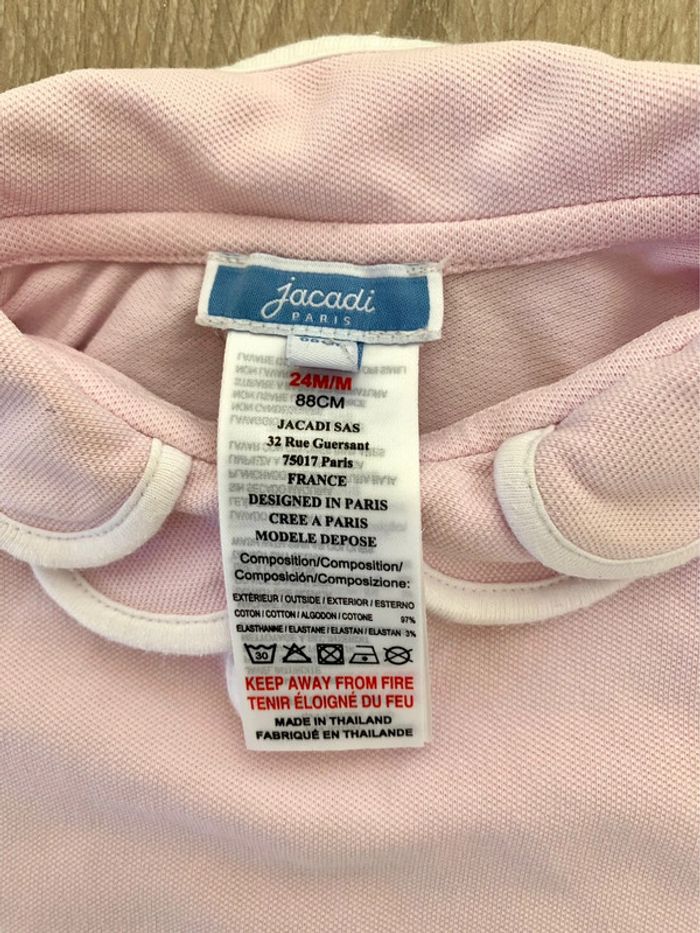 jacadi
PARIS
24M/M
88CM
JACADI SAS
32 Rue Guersant
75017 Paris
FRANCE
DESIGNED IN PARIS
CREE A PARIS
MODELE DEPOSE
Composition/Composition/
Composición/Composizione:
EXTÉRIEUR / OUTSIDE / EXTERIOR / ESTERNO
COTON / COTTON / ALGODON / COTONE 97%
ELASTHANNE / ELASTANE / ELASTAN / ELASTAN 3%
30
KEEP AWAY FROM FIRE
TENIR ÉLOIGNÉ DU FEU
MADE IN THAILAND
FABRIQUÉ EN THAILANDE